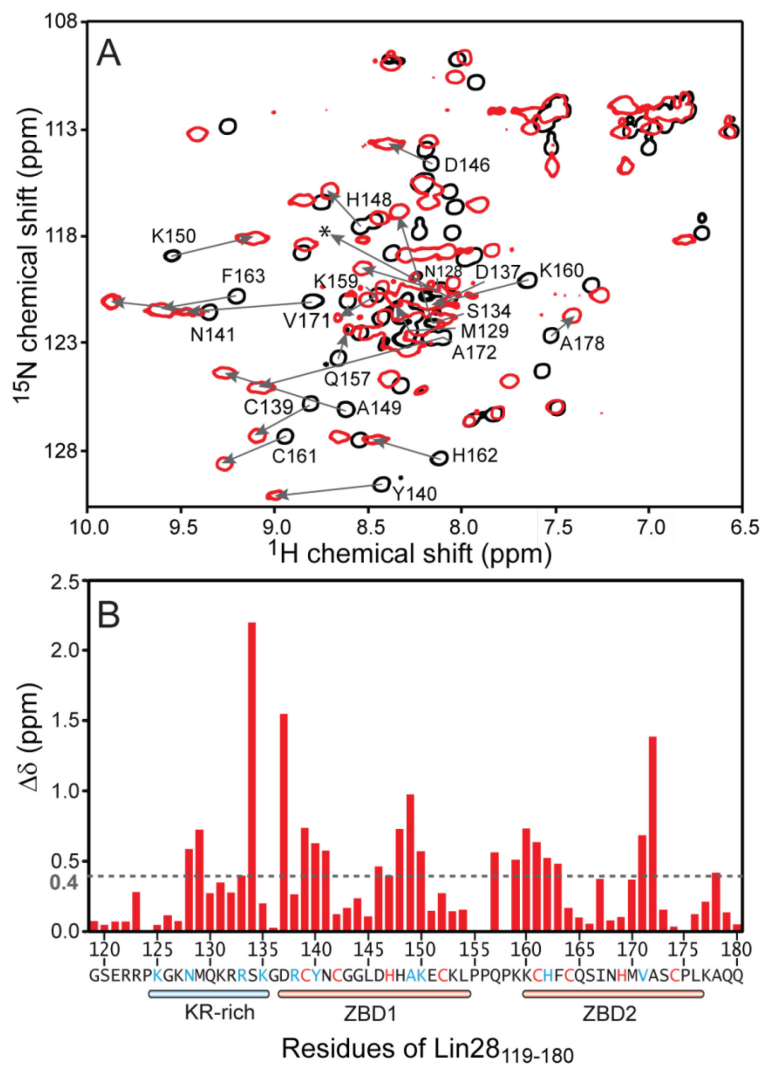 A
108
113
118
123
128
15N chemical shift (ppm)
D146
H148
*
K150
N128
D137
F163
K159
K160
S134
N141
V171
M129
A172
A178
Q157
C139
A149
C161
H162
Y140
10.0 9.5 9.0 8.5 8.0 7.5 7.0 6.5
1H chemical shift (ppm)
B
2.5
2.0
1.5
1.0
0.5
0.4
0.0
Δδ (ppm)
120 125 130 135 140 145 150 155 160 165 170 175 180
GSERRPKGKNMQKRRSKGDRCYNCGGLDHHAKECKLPPQPKKCHFCQSINHMVASCPLKAQQ
KR-rich ZBD1 ZBD2
Residues of Lin28119-180